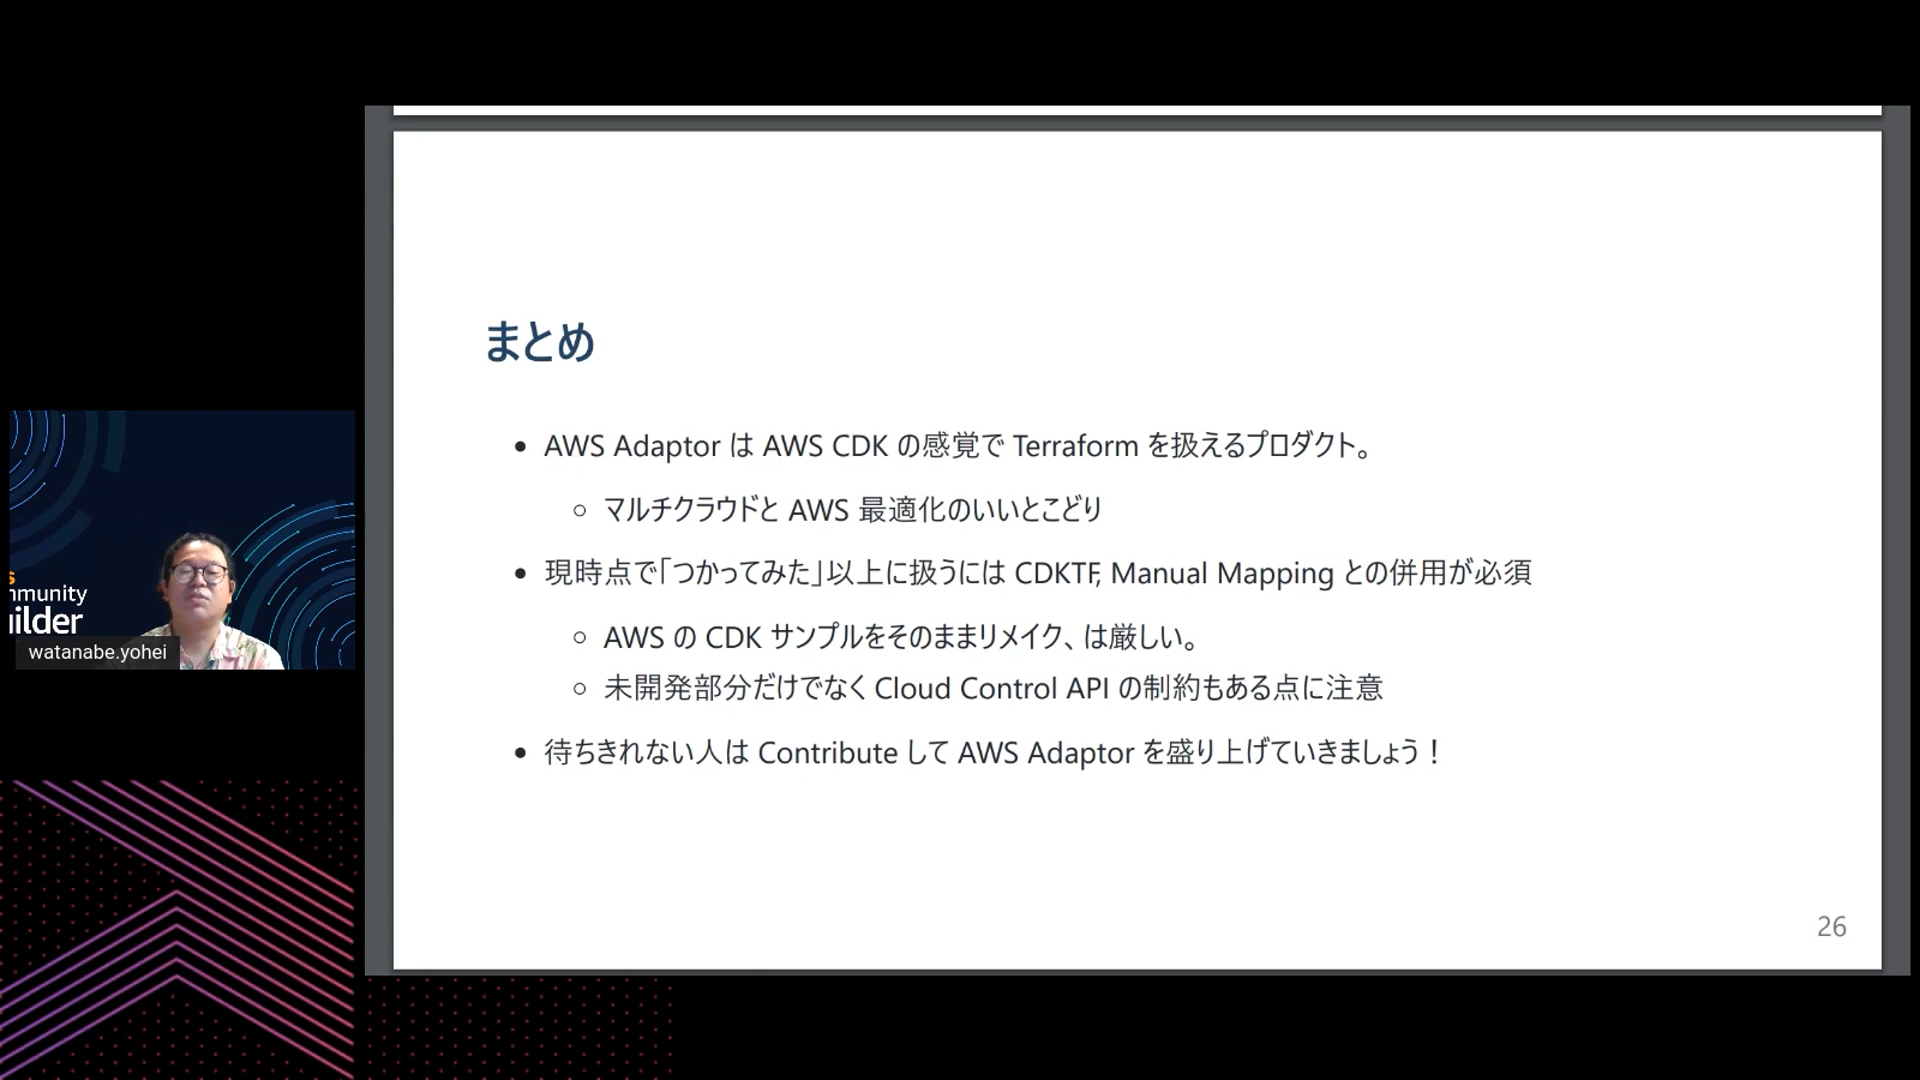 まとめ
• AWS Adaptor は AWS CDK の感覚で Terraform を扱えるプロダクト。
○ マルチクラウドと AWS 最適化のいいとこどり
• 現時点で「つかってみた」以上に扱うには CDKTF, Manual Mapping との併用が必須
○ AWS の CDK サンプルをそのままリメイク、は厳しい。
○ 未開発部分だけでなく Cloud Control API の制約もある点に注意
• 待ちきれない人は Contribute して AWS Adaptor を盛り上げていきましょう！
26
s
mmunity
ilder
watanabe.yohei